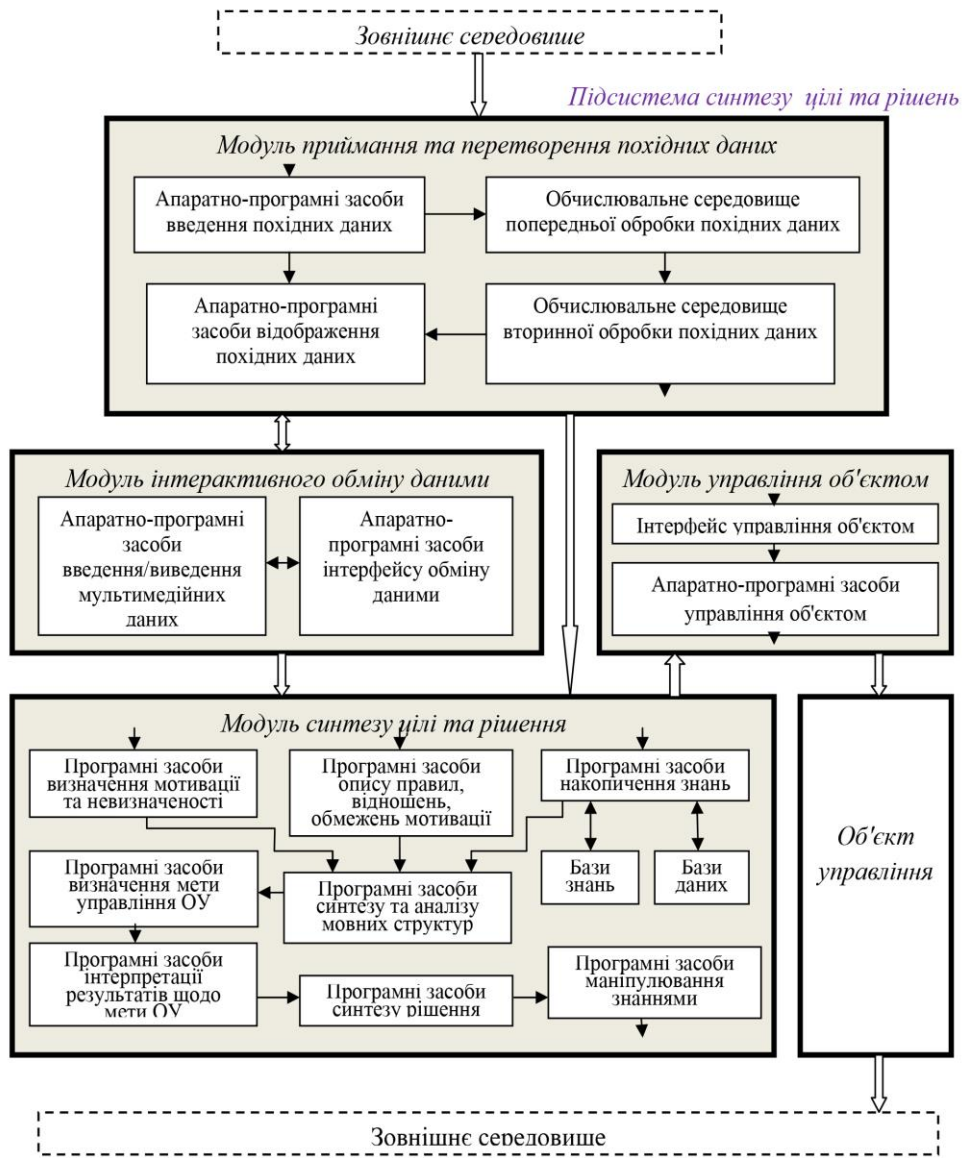 Зовнішнє середовище
Підсистема синтезу цілі та рішень
Модуль приймання та перетворення похідних даних
Апаратно-програмні засоби
введення похідних даних
Обчислювальне середовище
попередньої обробки похідних даних
Апаратно-програмні
засоби відображення
похідних даних
Обчислювальне середовище
вторинної обробки похідних даних
Модуль інтерактивного обміну даними
Апаратно-програмні
засоби
введення/виведення
мультимедійних
даних
Апаратно-
програмні засоби
інтерфейсу обміну
даними
Модуль управління об'єктом
Інтерфейс управління об'єктом
Апаратно-програмні засоби
управління об'єктом
Модуль синтезу цілі та рішення
Програмні засоби
визначення мотивації
та невизначеності
Програмні засоби
опису правил,
відношень,
обмежень мотивації
Програмні засоби
накопичення знань
Бази
знань
Бази
даних
Програмні засоби
визначення мети
управління ОУ
Програмні засоби
синтезу та аналізу
мовних структур
Програмні засоби
інтерпретації
результатів щодо
мети ОУ
Програмні засоби
синтезу рішення
Програмні засоби
маніпулювання
знаннями
Об'єкт
управління
Зовнішнє середовище